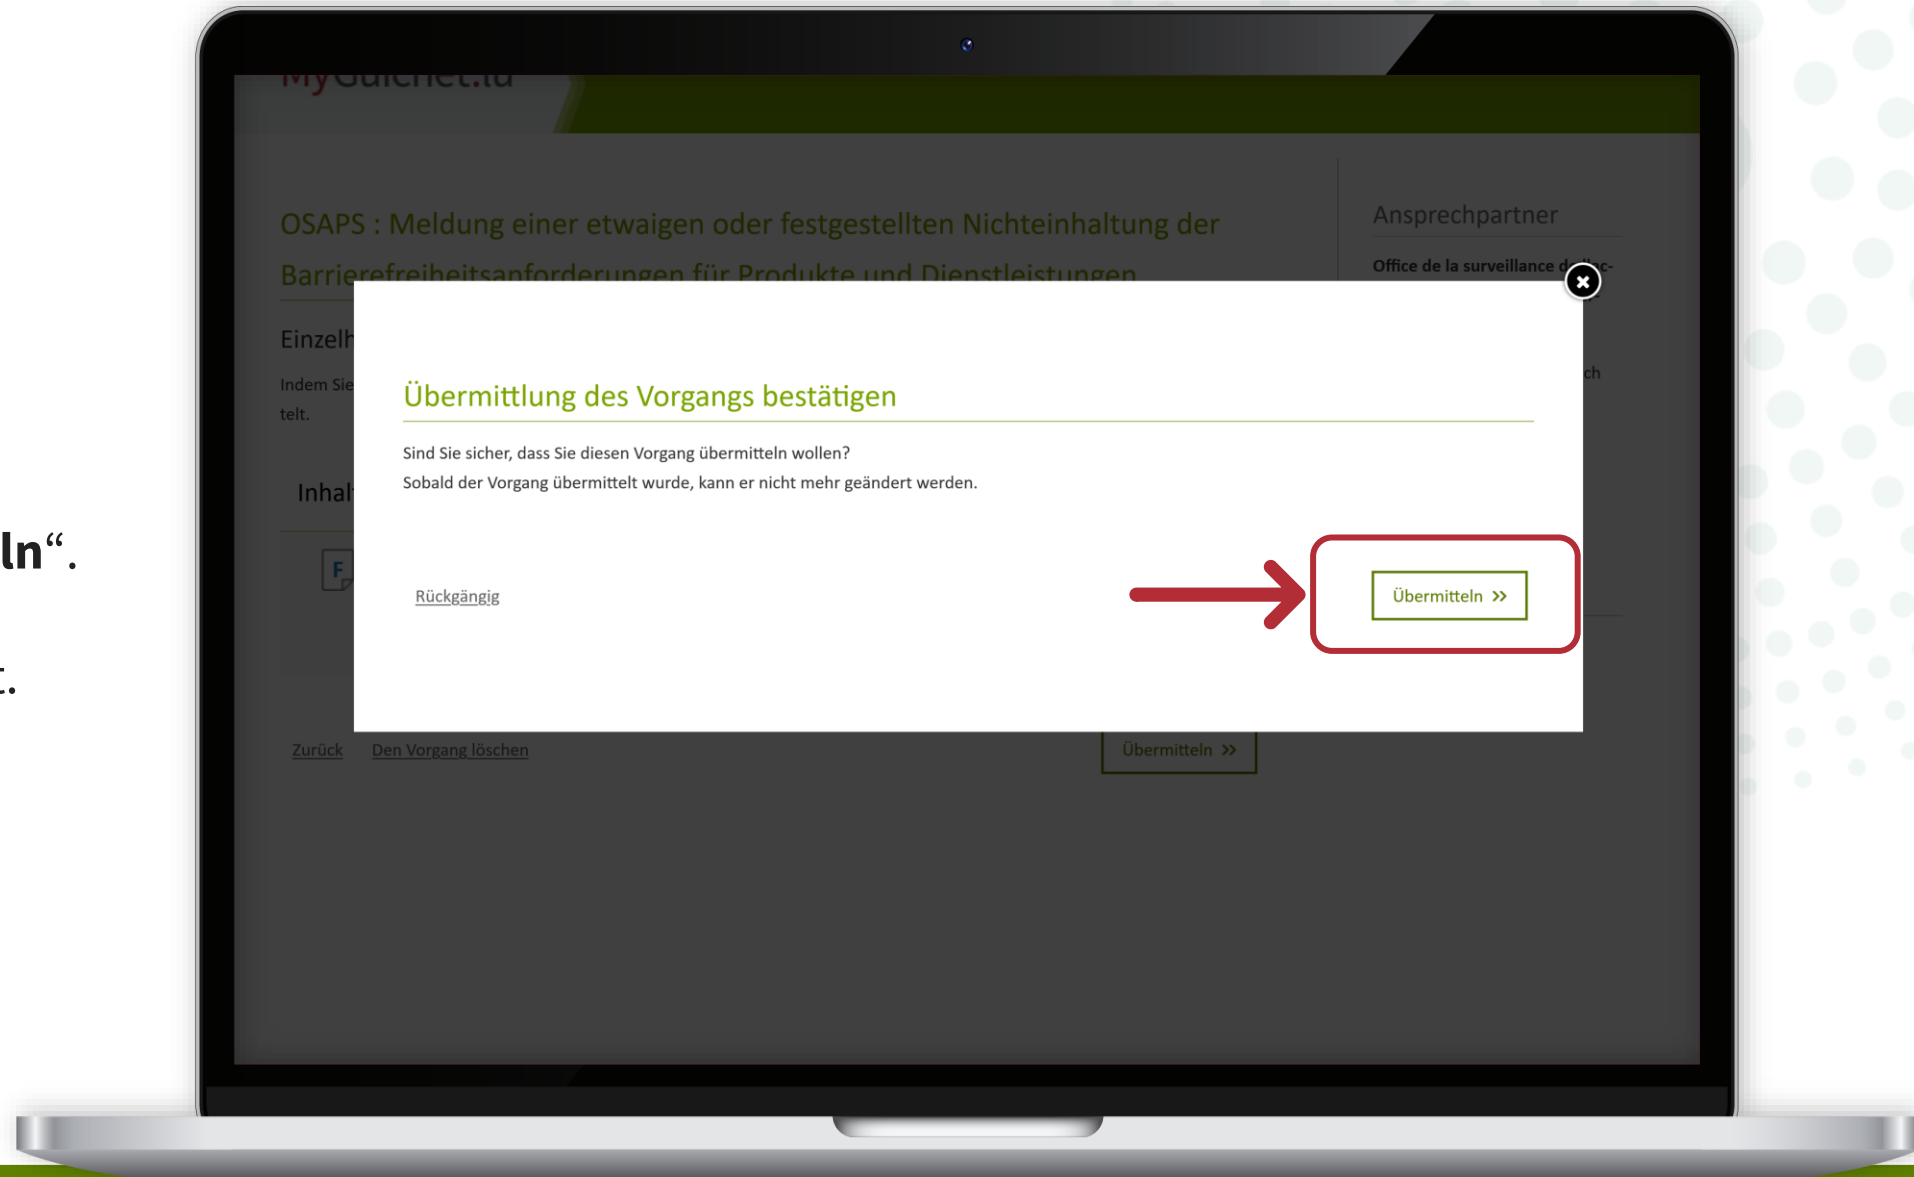 ln“.
t.
MyGuichet.lu
OSAPS : Meldung einer etwaigen oder festgestellten Nichteinhaltung der
Barrierefreiheitsanforderungen für Produkte und Dienstleistungen
Einzelh
Indem Sie
telt.
Inhal
F
Zurück
Den Vorgang löschen
Übermitteln »
Ansprechpartner
Office de la surveillance de l'ac-
ch
Übermittlung des Vorgangs bestätigen
Sind Sie sicher, dass Sie diesen Vorgang übermitteln wollen?
Sobald der Vorgang übermittelt wurde, kann er nicht mehr geändert werden.
Rückgängig
Übermitteln »